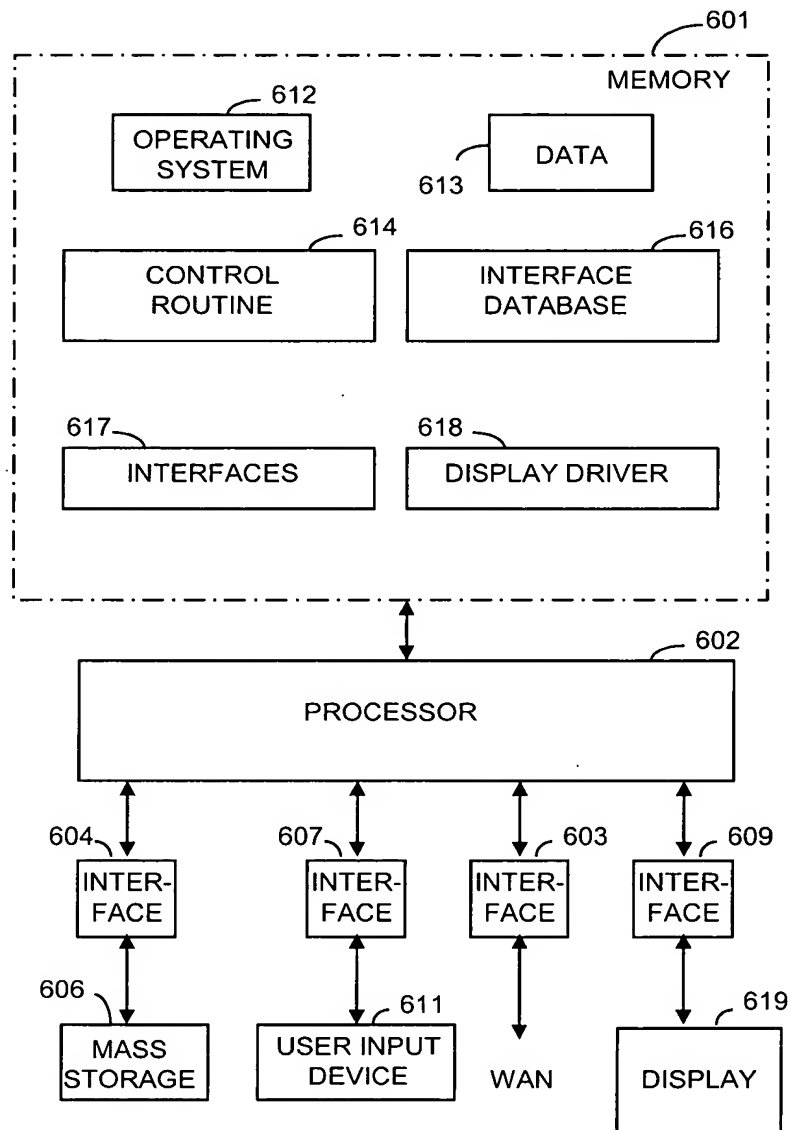 601
MEMORY
612
OPERATING
SYSTEM
DATA
613
614
CONTROL
ROUTINE
616
INTERFACE
DATABASE
617
INTERFACES
618
DISPLAY DRIVER
602
PROCESSOR
604
INTER-
FACE
607
INTER-
FACE
603
INTER-
FACE
609
INTER-
FACE
606
MASS
STORAGE
611
USER INPUT
DEVICE
WAN
619
DISPLAY